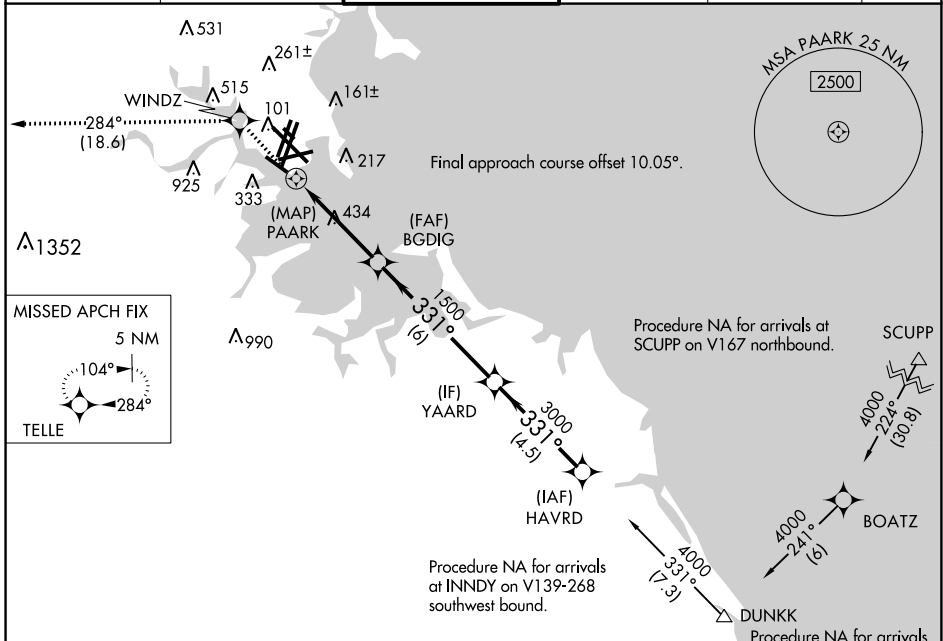 531
261±
MSA PAARK 25 NM
2500
515
WINDZ
161±
101
284°
(18.6)
217
Final approach course offset 10.05°.
925
333
(MAP)
PAARK
434
(FAF)
BGDIG
1352
MISSED APCH FIX
5 NM
104°
284°
TELLE
990
1500
331°
(6)
Procedure NA for arrivals at
SCUPP on V167 northbound.
SCUPP
(IF)
YAARD
4000
224°
(30.8)
3000
331°
(4.5)
(IAF)
HAVRD
BOATZ
4000
241°
(6)
Procedure NA for arrivals
at INNDY on V139-268
southwest bound.
4000
331°
(7.3)
DUNKK
Procedure NA for arrivals